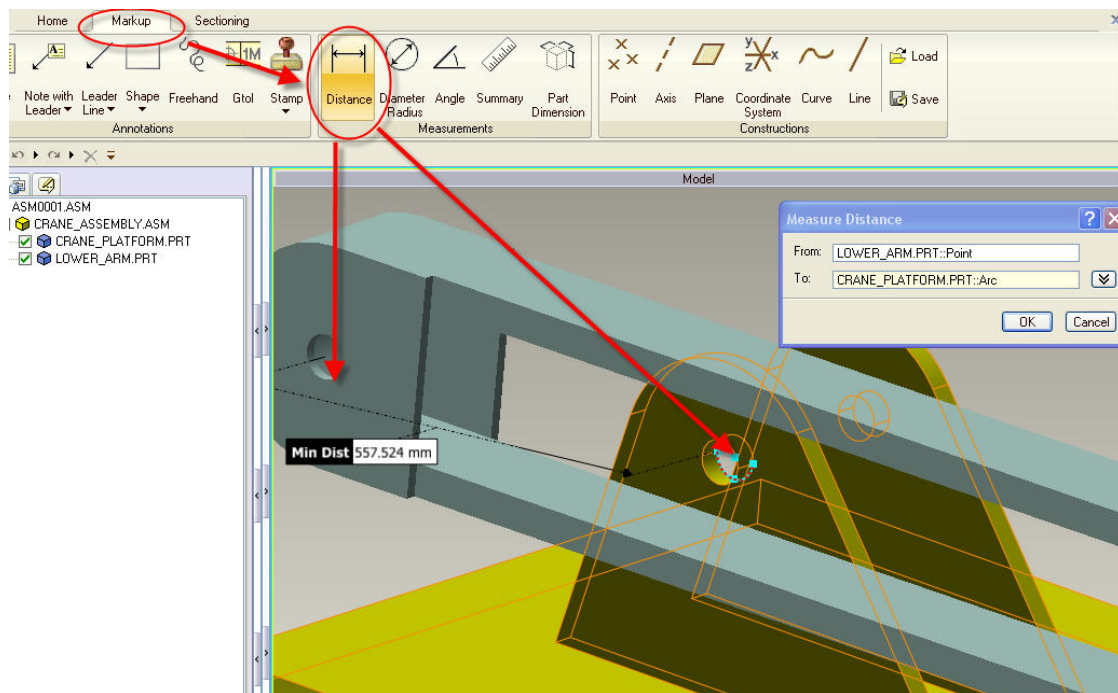 Home Markup Sectioning
Note with Leader Leader Line Shape Freehand Gtol Stamp
Distance Diameter Radius Angle Summary Part Dimension
Point Axis Plane Coordinate System Curve Line
Load
Save
Annotations Measurements Constructions
Model
ASM0001.ASM
CRANE_ASSEMBLY.ASM
CRANE_PLATFORM.PRT
LOWER_ARM.PRT
Measure Distance
From: LOWER_ARM.PRT::Point
To: CRANE_PLATFORM.PRT::Arc
OK Cancel
Min Dist 557.524 mm